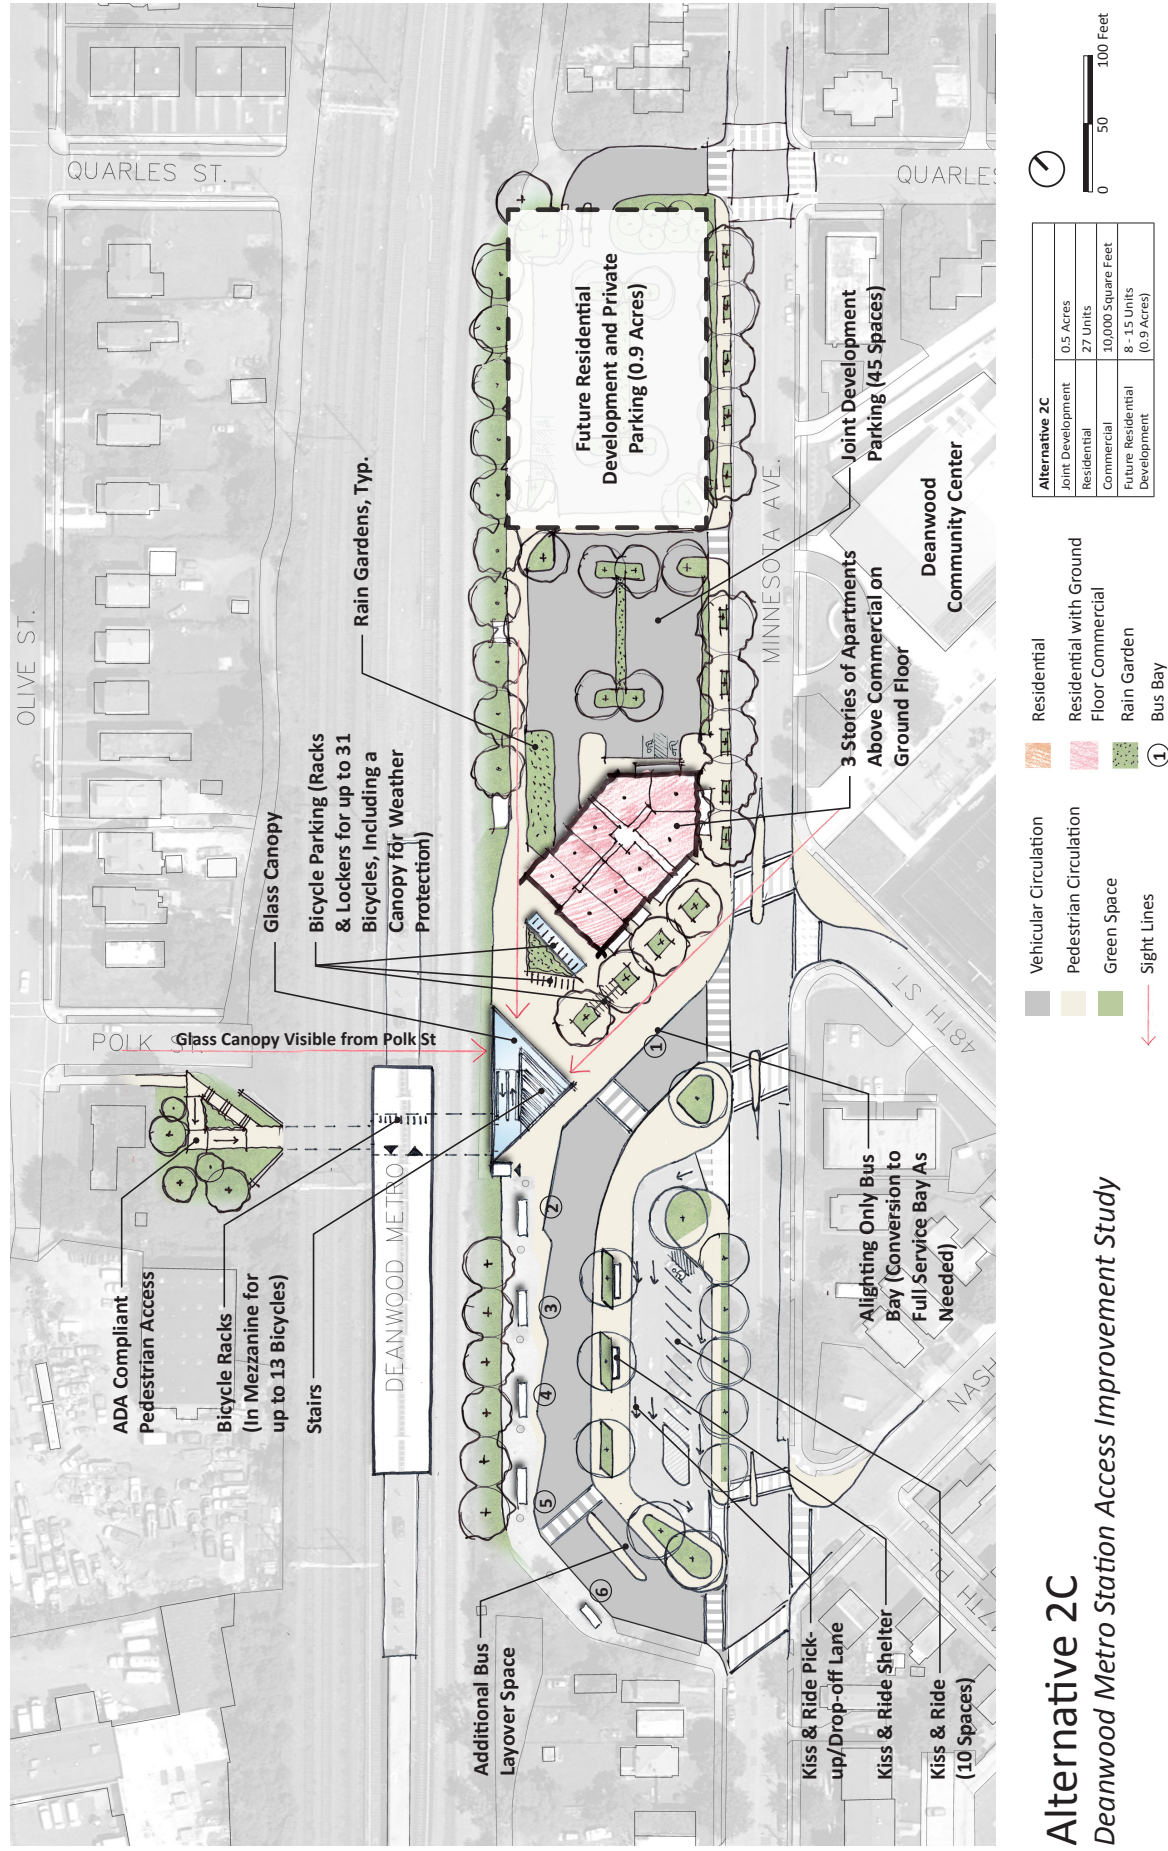 QUARLES ST.
OLIVE ST.
POLK ST.
Glass Canopy Visible from Polk St
ADA Compliant
Pedestrian Access
Bicycle Racks
(In Mezzanine for
up to 13 Bicycles)
Stairs
Glass Canopy
Bicycle Parking (Racks
& Lockers for up to 31
Bicycles, Including a
Canopy for Weather
Protection)
Rain Gardens, Typ.
DEANWOOD METRO
Future Residential
Development and Private
Parking (0.9 Acres)
QUARLES
MINNESOTA AVE.
Joint Development
Parking (45 Spaces)
3 Stories of Apartments
Above Commercial on
Ground Floor
Deanwood
Community Center
48TH ST.
1
2
3
4
5
6
Alighting Only Bus
Bay (Conversion to
Full Service Bay As
Needed)
NASH
Additional Bus
Layover Space
Kiss & Ride Pick-
up/Drop-off Lane
Kiss & Ride Shelter
Kiss & Ride
(10 Spaces)
7TH PL.
Alternative 2C
Deanwood Metro Station Access Improvement Study
Vehicular Circulation
Pedestrian Circulation
Green Space
Sight Lines
Residential
Residential with Ground
Floor Commercial
Rain Garden
1 Bus Bay
Alternative 2C
Joint Development 0.5 Acres
Residential 27 Units
Commercial 10,000 Square Feet
Future Residential 8 - 15 Units
Development (0.9 Acres)
0 50 100 Feet